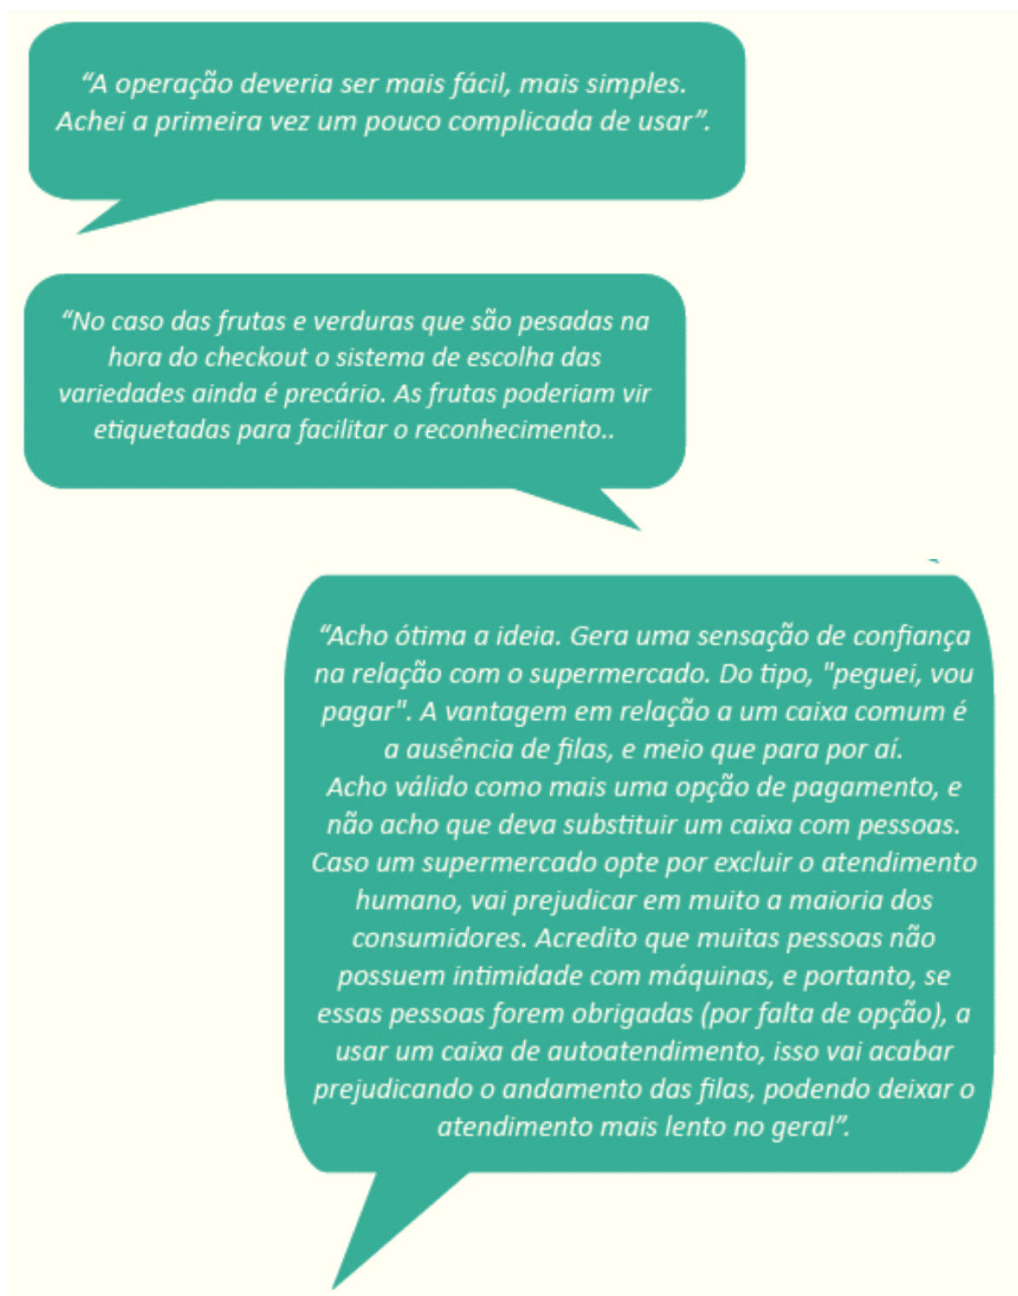 “A operação deveria ser mais fácil, mais simples.
Achei a primeira vez um pouco complicada de usar”.
“No caso das frutas e verduras que são pesadas na
hora do checkout o sistema de escolha das
variedades ainda é precário. As frutas poderiam vir
etiquetadas para facilitar o reconhecimento..
“Acho ótima a ideia. Gera uma sensação de confiança
na relação com o supermercado. Do tipo, "peguei, vou
pagar". A vantagem em relação a um caixa comum é
a ausência de filas, e meio que para por aí.
Acho válido como mais uma opção de pagamento, e
não acho que deva substituir um caixa com pessoas.
Caso um supermercado opte por excluir o atendimento
humano, vai prejudicar em muito a maioria dos
consumidores. Acredito que muitas pessoas não
possuem intimidade com máquinas, e portanto, se
essas pessoas forem obrigadas (por falta de opção), a
usar um caixa de autoatendimento, isso vai acabar
prejudicando o andamento das filas, podendo deixar o
atendimento mais lento no geral”.